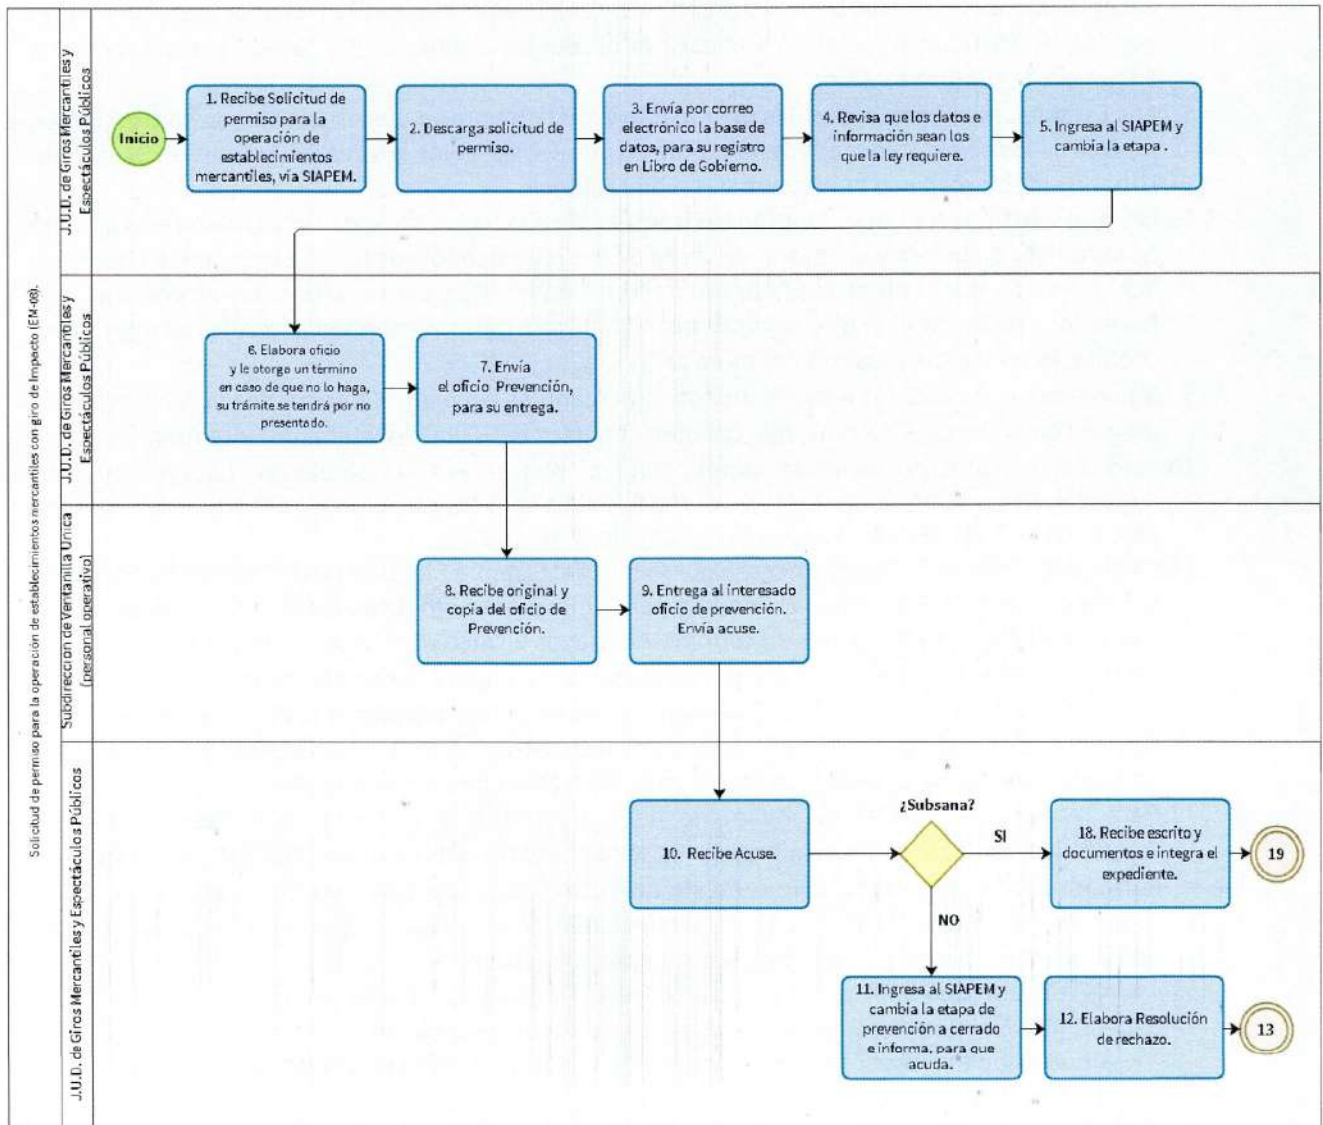 Solicitud de permiso para la operación de establecimientos mercantiles con giro de Impacto (EM-08).
J.U.D. de Giros Mercantiles y
Espectáculos Públicos
Inicio
1. Recibe Solicitud de
permiso para la
operación de
establecimientos
mercantiles, vía SIAPEM.
2. Descarga solicitud de
permiso.
3. Envía por correo
electrónico la base de
datos, para su registro
en Libro de Gobierno.
4. Revisa que los datos e
información sean los
que la ley requiere.
5. Ingresa al SIAPEM y
cambia la etapa .
J.U.D. de Giros Mercantiles y
Espectáculos Públicos
6. Elabora oficio
y le otorga un término
en caso de que no lo haga,
su trámite se tendrá por no
presentado.
7. Envía
el oficio Prevención,
para su entrega.
Subdirección de Ventanilla Única
(personal operativo)
8. Recibe original y
copia del oficio de
Prevención.
9. Entrega al interesado
oficio de prevención.
Envía acuse.
J.U.D. de Giros Mercantiles y Espectáculos Públicos
10. Recibe Acuse.
¿Subsana?
SI
18. Recibe escrito y
documentos e integra el
expediente.
19
NO
11. Ingresa al SIAPEM y
cambia la etapa de
prevención a cerrado
e informa, para que
acuda.
12. Elabora Resolución
de rechazo.
13